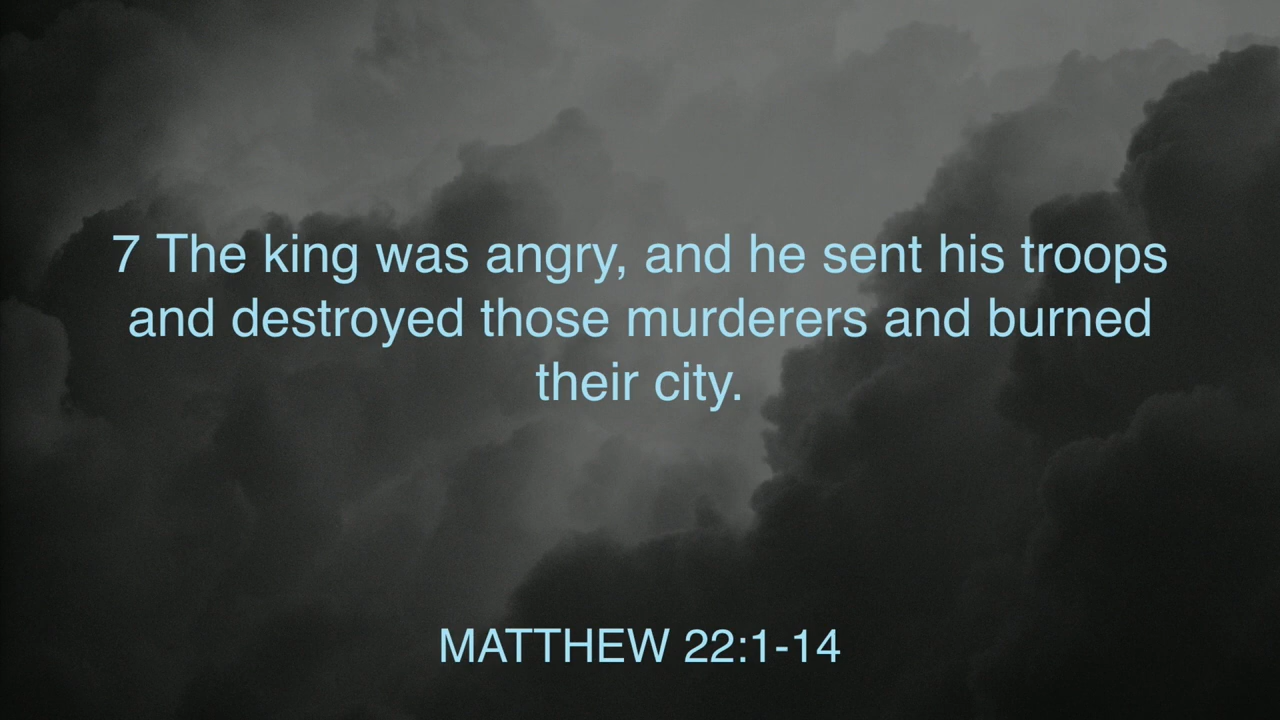 7 The king was angry, and he sent his troops
and destroyed those murderers and burned
their city.
MATTHEW 22:1-14